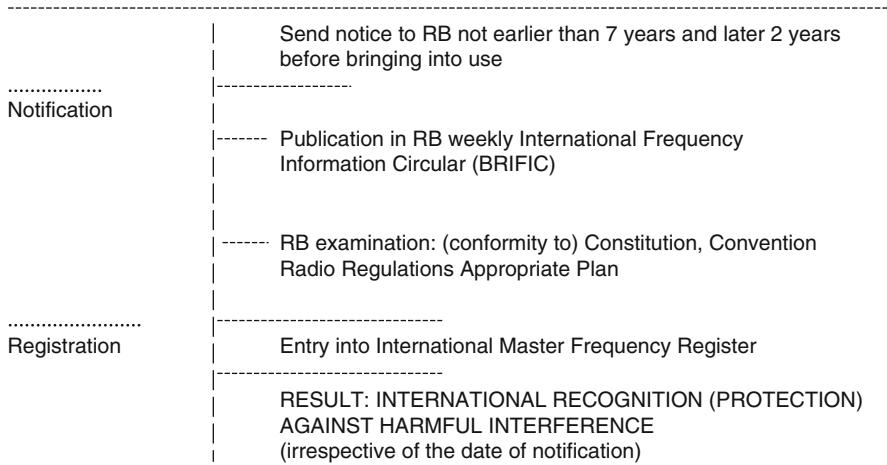 Send notice to RB not earlier than 7 years and later 2 years
before bringing into use
.................
Notification
Publication in RB weekly International Frequency
Information Circular (BRIFIC)
RB examination: (conformity to) Constitution, Convention
Radio Regulations Appropriate Plan
........................
Registration Entry into International Master Frequency Register
RESULT: INTERNATIONAL RECOGNITION (PROTECTION)
AGAINST HARMFUL INTERFERENCE
(irrespective of the date of notification)